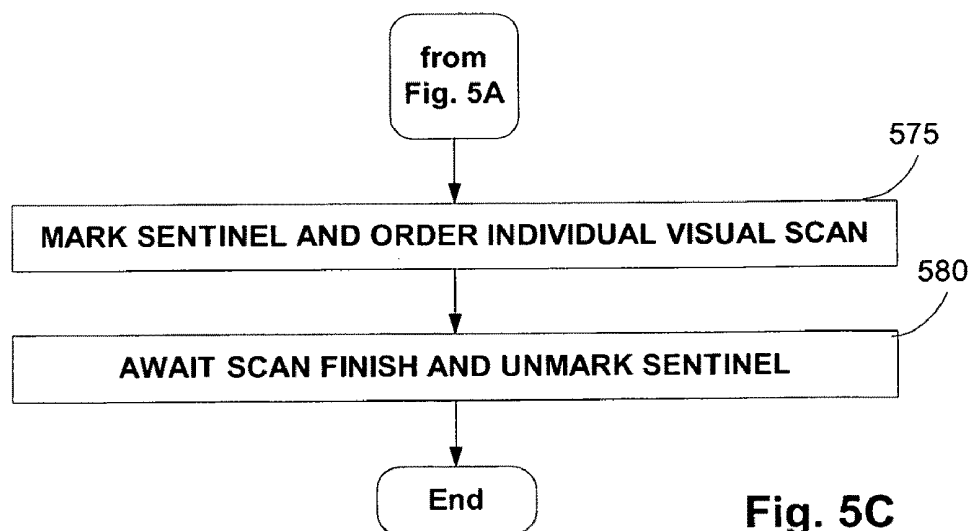 from
Fig. 5A
575
MARK SENTINEL AND ORDER INDIVIDUAL VISUAL SCAN
580
AWAIT SCAN FINISH AND UNMARK SENTINEL
End
Fig. 5C